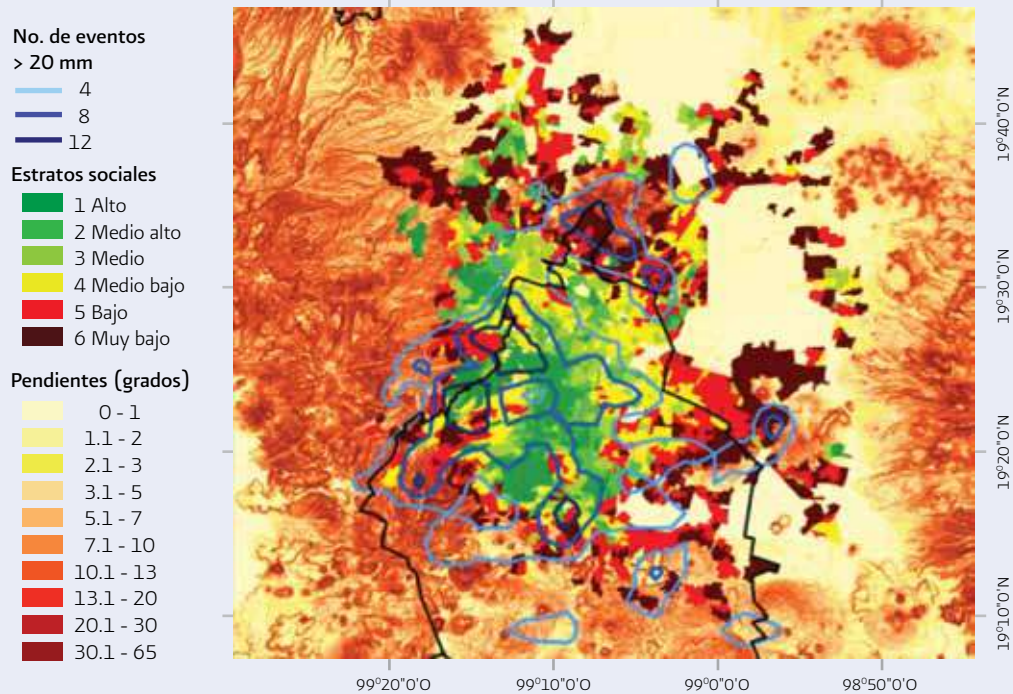 No. de eventos
> 20 mm
4
8
12
Estratos sociales
1 Alto
2 Medio alto
3 Medio
4 Medio bajo
5 Bajo
6 Muy bajo
Pendientes (grados)
0 - 1
1.1 - 2
2.1 - 3
3.1 - 5
5.1 - 7
7.1 - 10
10.1 - 13
13.1 - 20
20.1 - 30
30.1 - 65
19°40"0'N
19°30"0'N
19°20"0'N
19°10"0'N
99°20'0'O
99°10'0'O
99°0'0'O
98°50'0'O